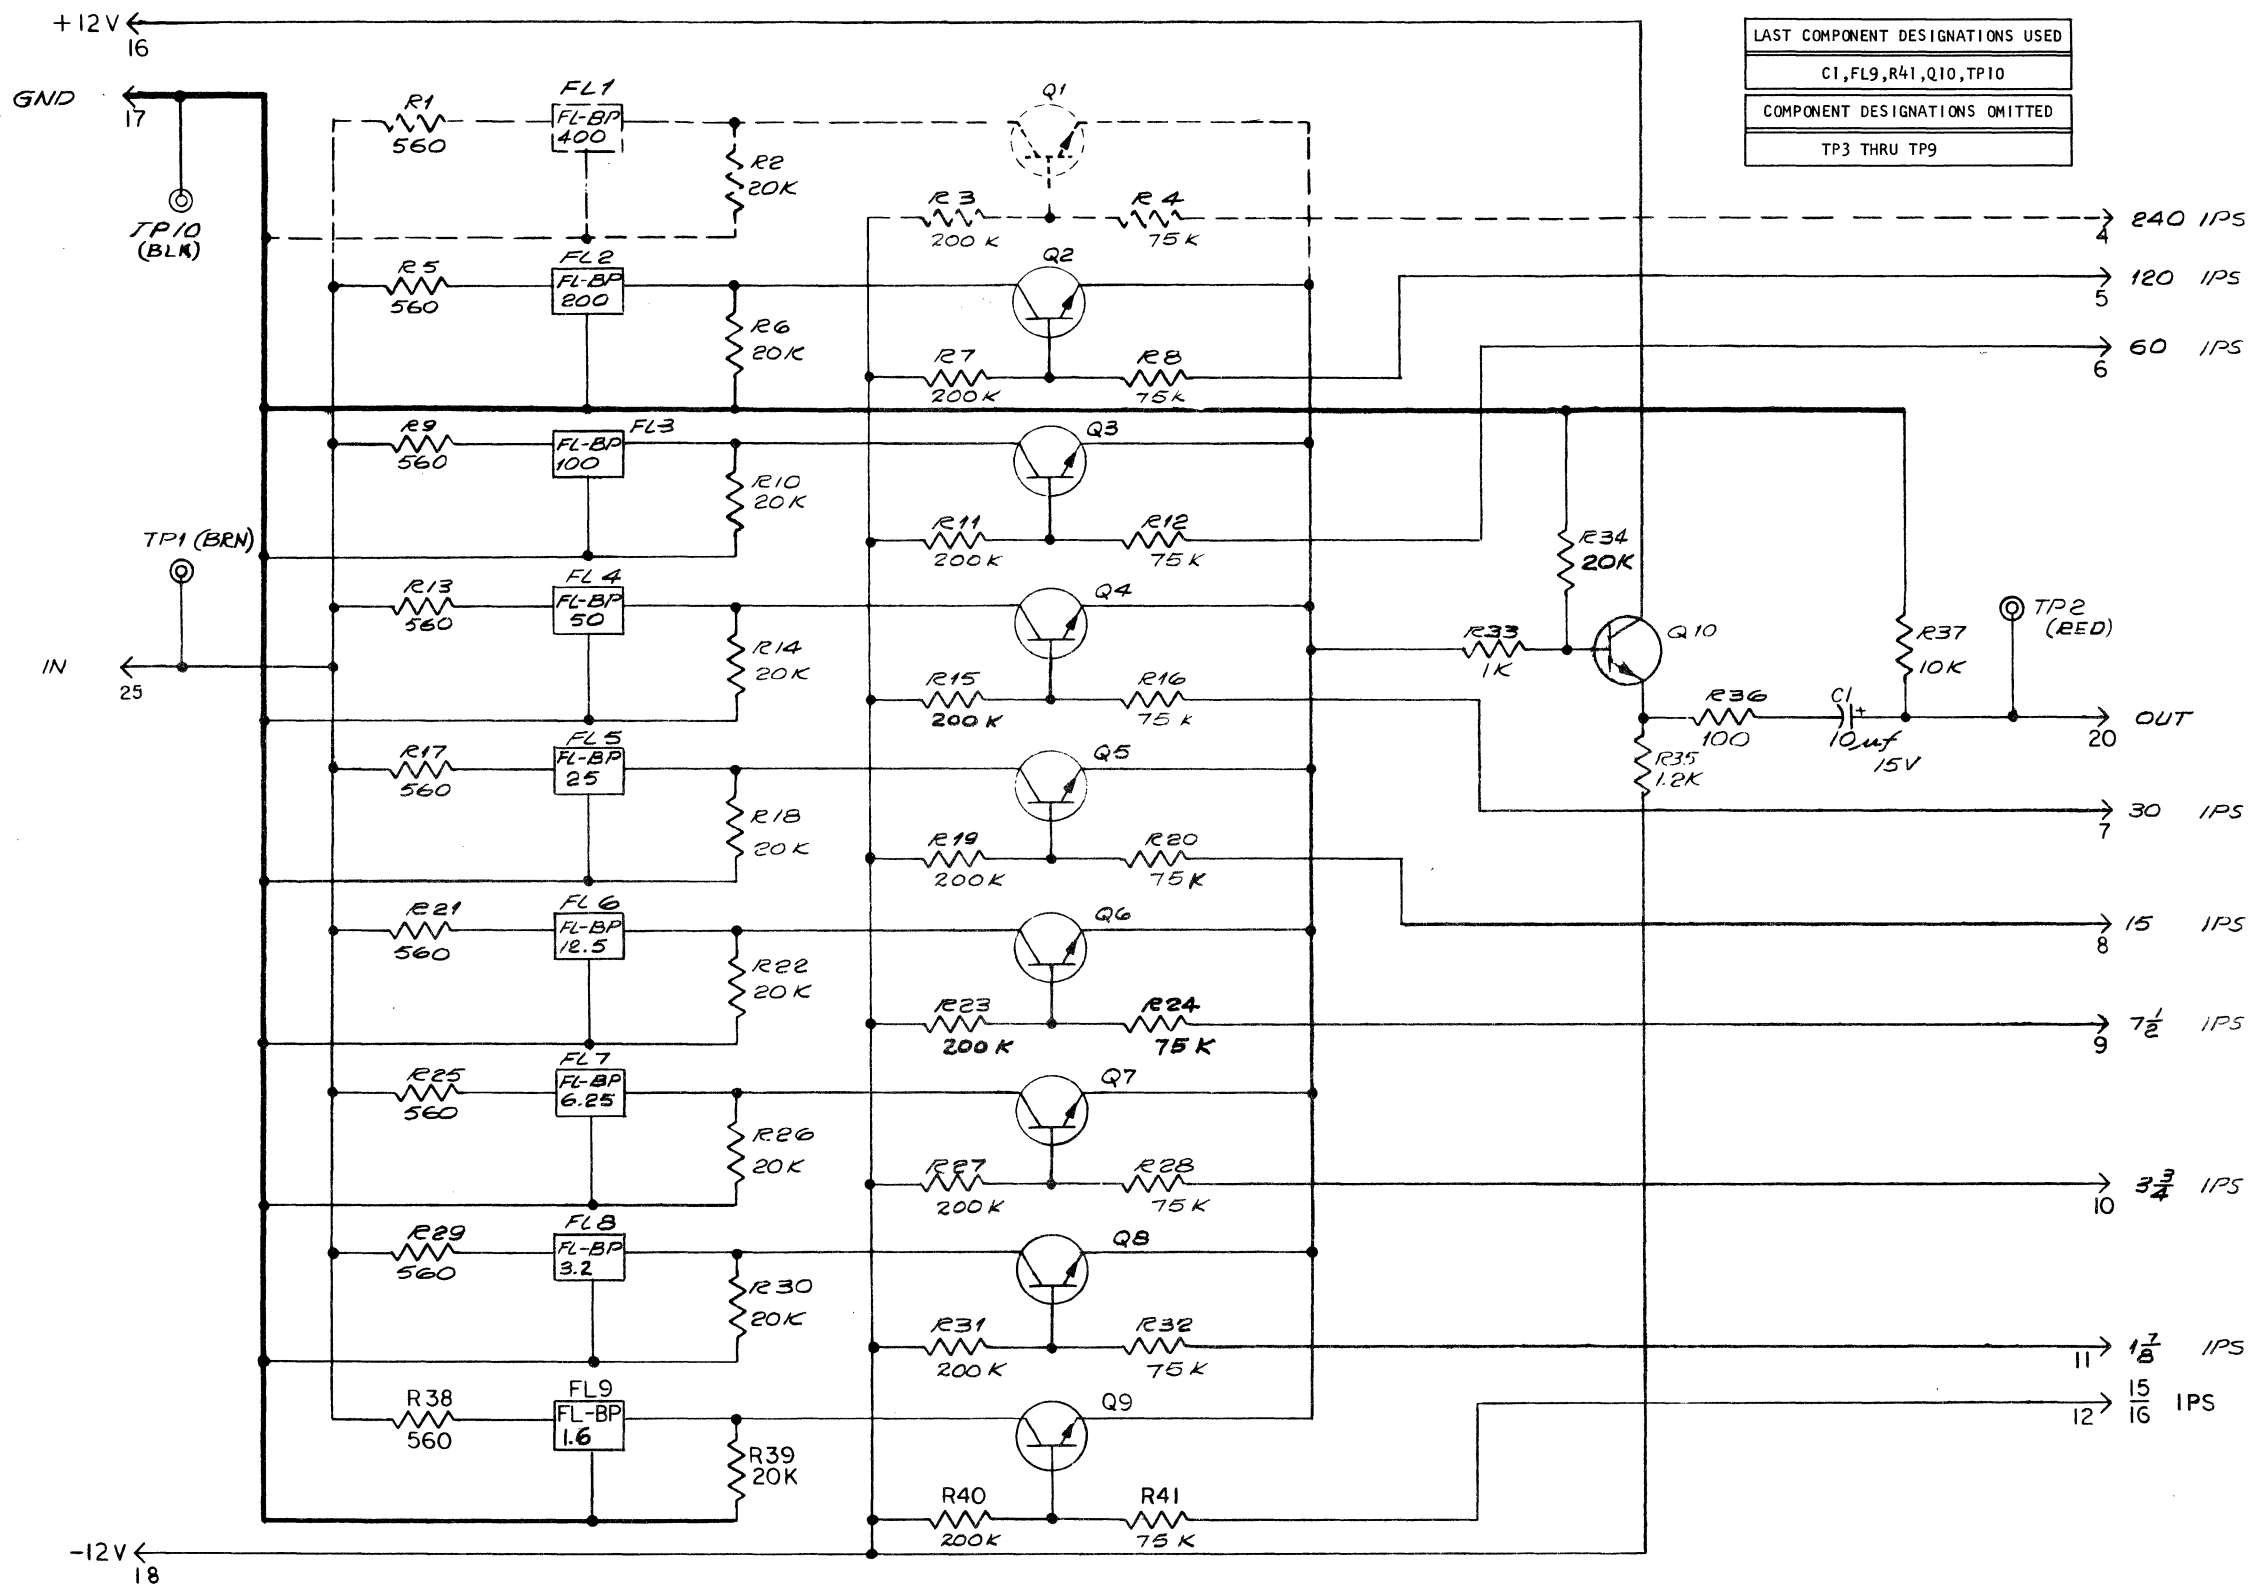 +12V
16
LAST COMPONENT DESIGNATIONS USED
C1,FL9,R41,Q10,TP10
COMPONENT DESIGNATIONS OMITTED
TP3 THRU TP9
GND
17
TP10
(BLK)
R1
560
FL1
FL-BP
400
R2
20K
Q1
R3
200K
R4
75K
4
240 IPS
R5
560
FL2
FL-BP
200
R6
20K
Q2
R7
200K
R8
75K
5
120 IPS
6
60 IPS
R9
560
FL3
FL-BP
100
R10
20K
Q3
R11
200K
R12
75K
TP1 (BRN)
IN
25
R13
560
FL4
FL-BP
50
R14
20K
Q4
R15
200K
R16
75K
R34
20K
R33
1K
Q10
R37
10K
TP2
(RED)
R36
100
C1
+
10µf
15V
20
OUT
R35
1.2K
R17
560
FL5
FL-BP
25
R18
20K
Q5
R19
200K
R20
75K
7
30 IPS
R21
560
FL6
FL-BP
12.5
R22
20K
Q6
R23
200K
R24
75K
8
15 IPS
9
7 1/2 IPS
R25
560
FL7
FL-BP
6.25
R26
20K
Q7
R27
200K
R28
75K
10
3 3/4 IPS
R29
560
FL8
FL-BP
3.2
R30
20K
Q8
R31
200K
R32
75K
11
1 7/8 IPS
R38
560
FL9
FL-BP
1.6
R39
20K
Q9
R40
200K
R41
75K
12
15/16 IPS
-12V
18